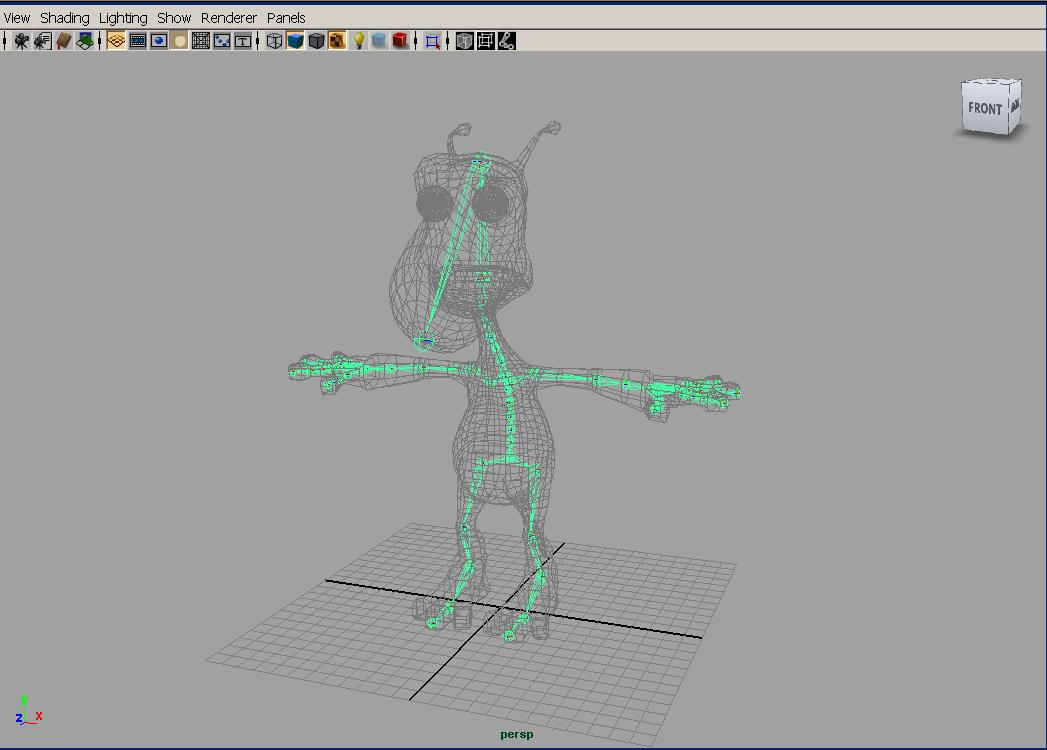 View Shading Lighting Show Renderer Panels
T
FRONT
y
z x
persp